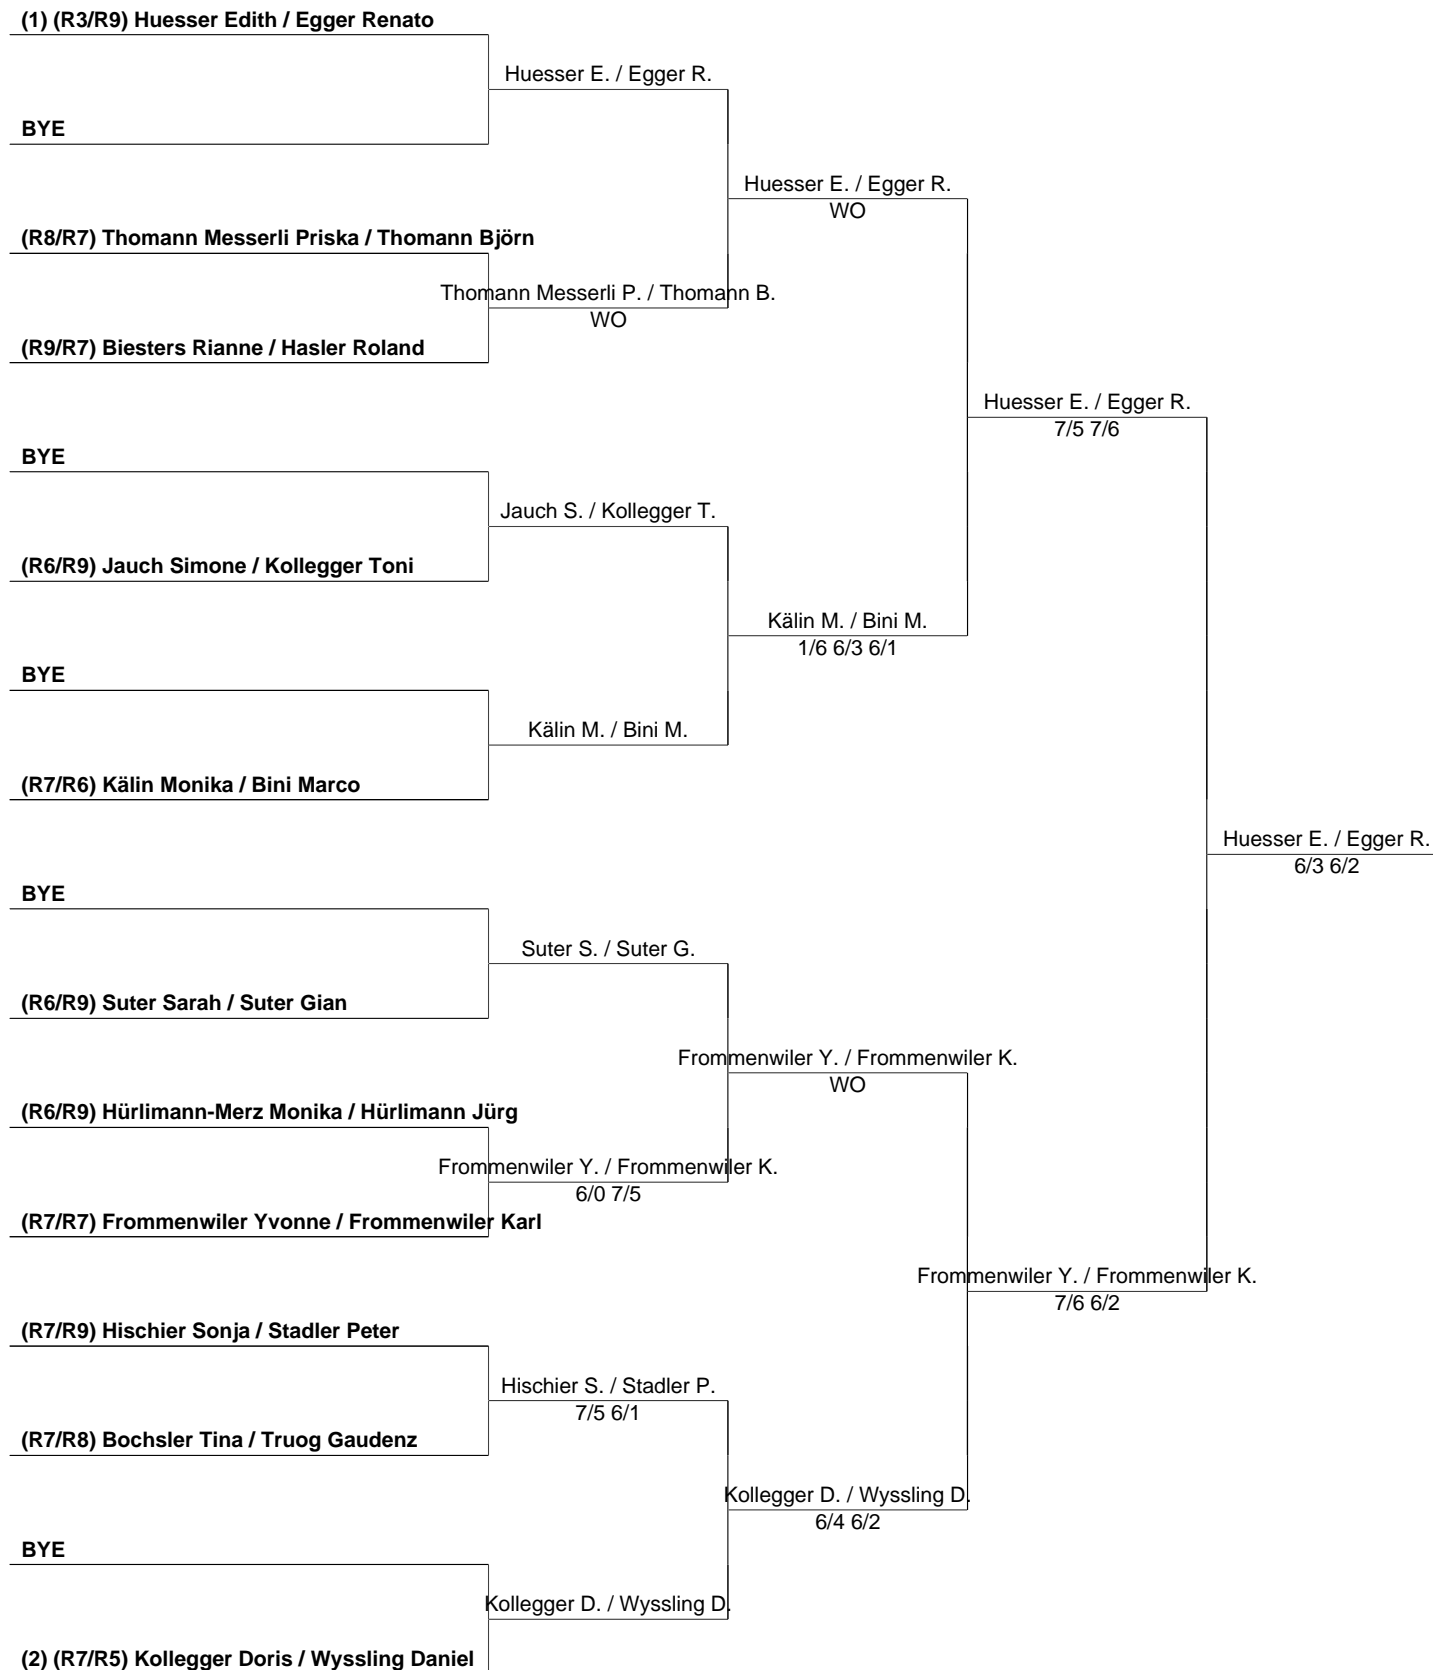 (1) (R3/R9) Huesser Edith / Egger Renato
Huesser E. / Egger R.
BYE
Huesser E. / Egger R.
WO
(R8/R7) Thomann Messerli Priska / Thomann Björn
Thomann Messerli P. / Thomann B.
WO
(R9/R7) Biesters Rianne / Hasler Roland
Huesser E. / Egger R.
7/5 7/6
BYE
Jauch S. / Kollegger T.
(R6/R9) Jauch Simone / Kollegger Toni
Kälin M. / Bini M.
1/6 6/3 6/1
BYE
Kälin M. / Bini M.
(R7/R6) Kälin Monika / Bini Marco
Huesser E. / Egger R.
6/3 6/2
BYE
Suter S. / Suter G.
(R6/R9) Suter Sarah / Suter Gian
Frommenwiler Y. / Frommenwiler K.
WO
(R6/R9) Hürlimann-Merz Monika / Hürlimann Jürg
Frommenwiler Y. / Frommenwiler K.
6/0 7/5
(R7/R7) Frommenwiler Yvonne / Frommenwiler Karl
Frommenwiler Y. / Frommenwiler K.
7/6 6/2
(R7/R9) Hischier Sonja / Stadler Peter
Hischier S. / Stadler P.
7/5 6/1
(R7/R8) Bochsler Tina / Truog Gaudenz
Kollegger D. / Wyssling D.
6/4 6/2
BYE
Kollegger D. / Wyssling D.
(2) (R7/R5) Kollegger Doris / Wyssling Daniel